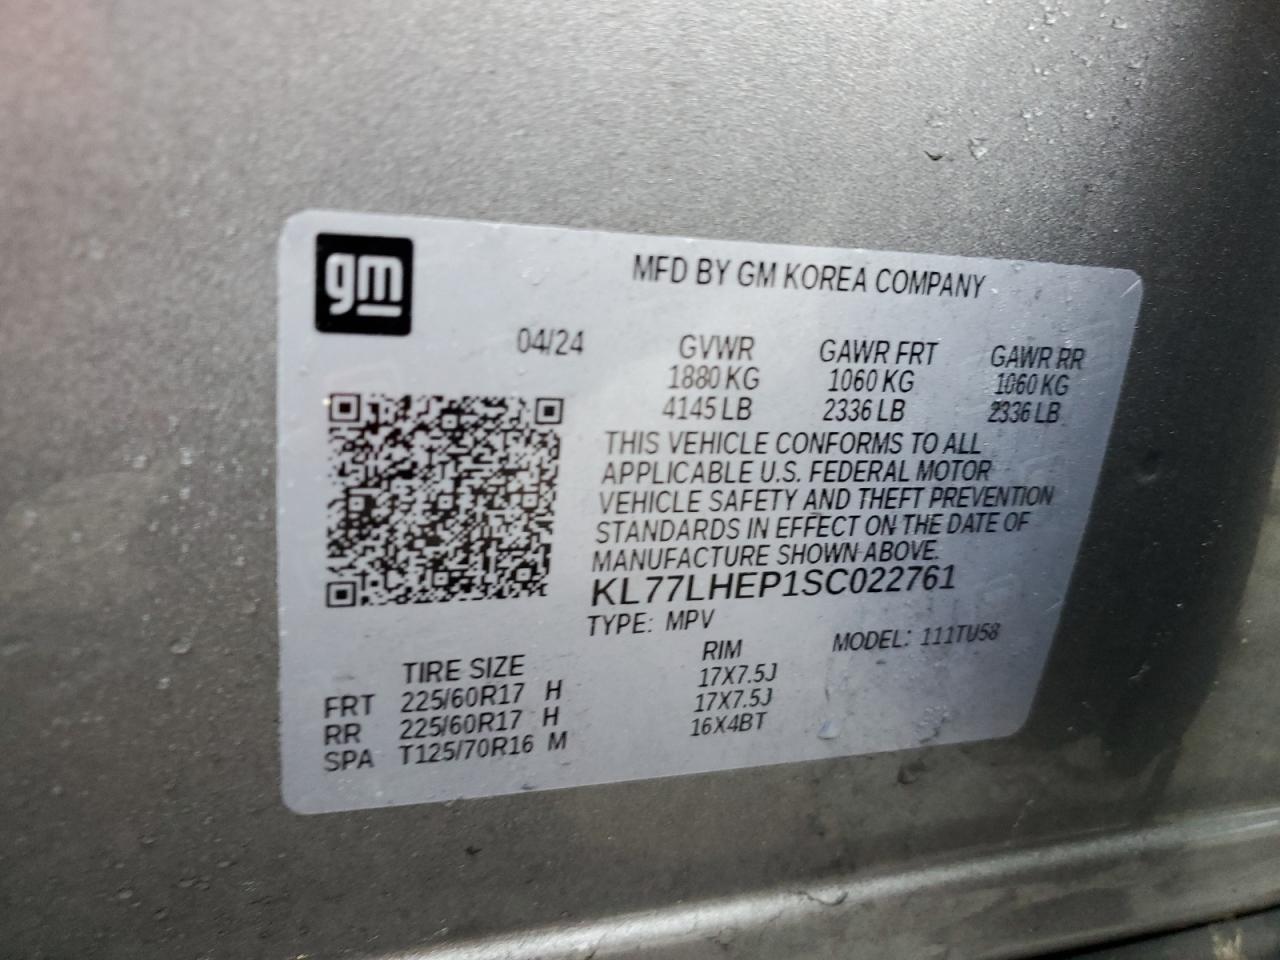 gm
MFD BY GM KOREA COMPANY
04/24 GVWR GAWR FRT GAWR RR
1880 KG 1060 KG 1060 KG
4145 LB 2336 LB 2336 LB
THIS VEHICLE CONFORMS TO ALL
APPLICABLE U.S. FEDERAL MOTOR
VEHICLE SAFETY AND THEFT PREVENTION
STANDARDS IN EFFECT ON THE DATE OF
MANUFACTURE SHOWN ABOVE.
KL77LHEP1SC022761
TYPE: MPV MODEL: 111TU58
TIRE SIZE RIM
FRT 225/60R17 H 17X7.5J
RR 225/60R17 H 17X7.5J
SPA T125/70R16 M 16X4BT